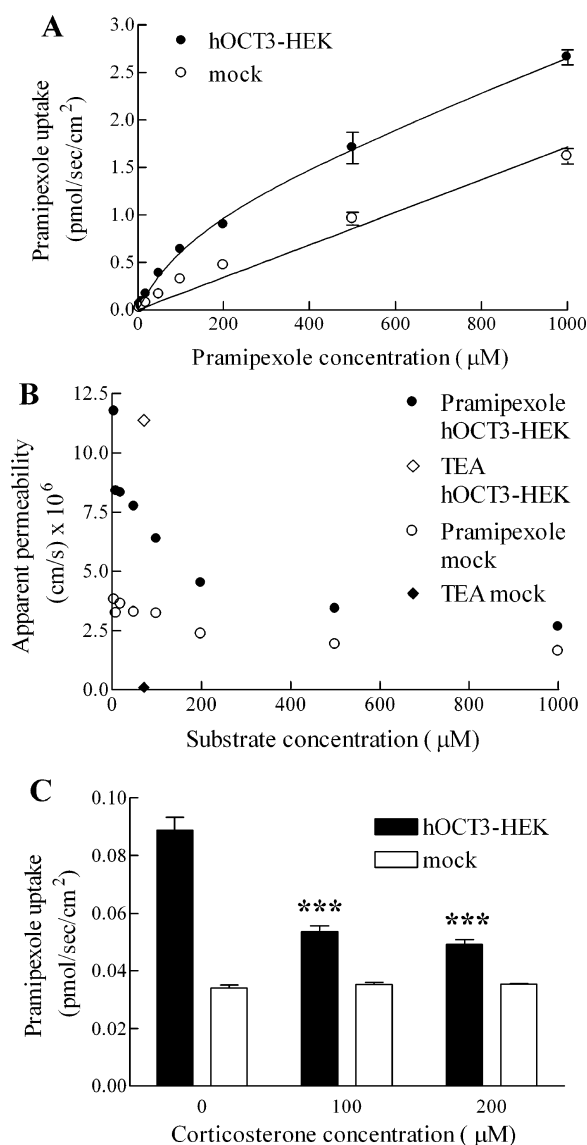 A
hOCT3-HEK
mock
Pramipexole uptake
(pmol/sec/cm2)
3.0
2.5
2.0
1.5
1.0
0.5
0.0
0 200 400 600 800 1000
Pramipexole concentration ( μM)
B
Pramipexole
hOCT3-HEK
TEA
hOCT3-HEK
Pramipexole
mock
TEA mock
Apparent permeability
(cm/s) x 106
12.5
10.0
7.5
5.0
2.5
0.0
0 200 400 600 800 1000
Substrate concentration ( μM)
C
hOCT3-HEK
mock
Pramipexole uptake
(pmol/sec/cm2)
0.10
0.08
0.06
0.04
0.02
0.00
*** ***
0 100 200
Corticosterone concentration ( μM)